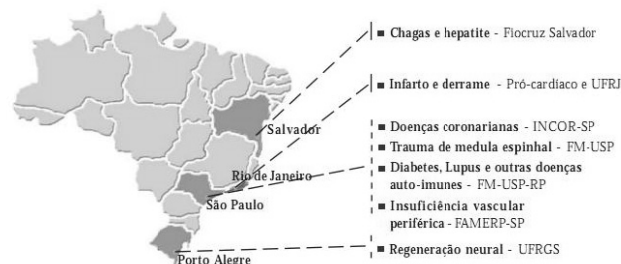 ■ Chagas e hepatite - Fiocruz Salvador
■ Infarto e derrame - Pró-cardíaco e UFRJ
Salvador
■ Doenças coronarianas - INCOR-SP
■ Trauma de medula espinhal - FM-USP
■ Diabetes, Lupus e outras doenças
auto-imunes - FM-USP-RP
Rio de Janeiro
São Paulo
■ Insuficiência vascular
periférica - FAMERP-SP
■ Regeneração neural - UFRGS
Porto Alegre